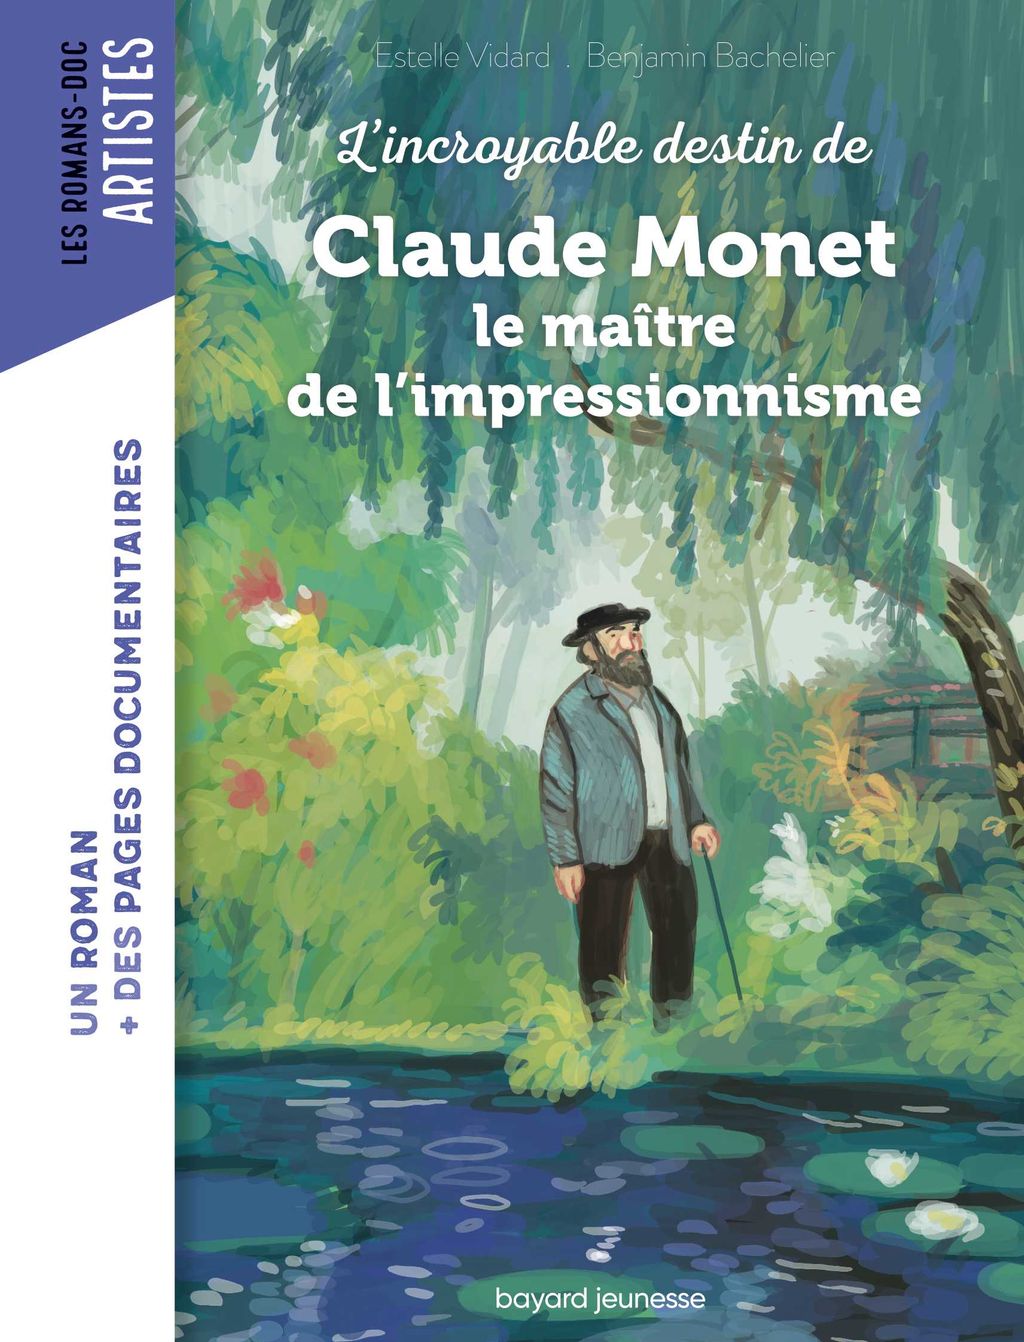 LES ROMANS-DOC
ARTISTES
UN ROMAN
+ DES PAGES DOCUMENTAIRES
Estelle Vidard . Benjamin Bachelier
L'incroyable destin de
Claude Monet
le maître
de l'impressionnisme
bayard jeunesse